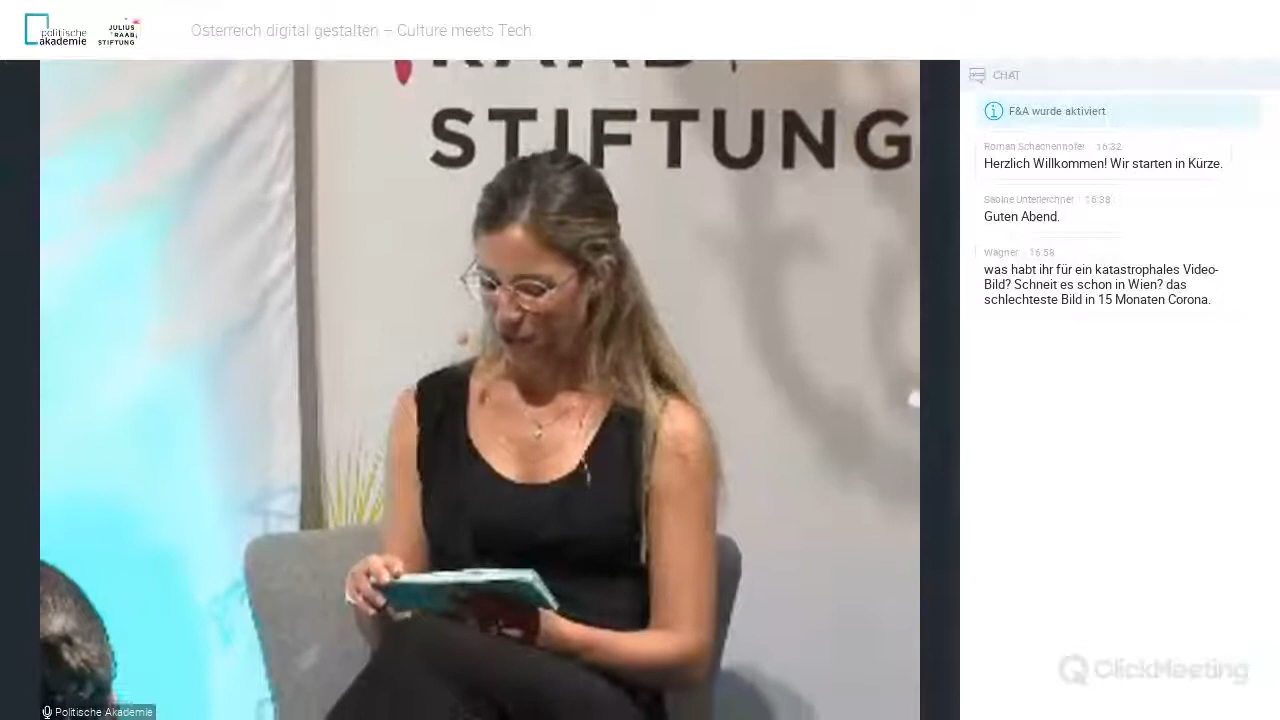 politische
akademie
JULIUS
RAAB
STIFTUNG
Österreich digital gestalten – Culture meets Tech
RAAB
STIFTUNG
CHAT
F&A wurde aktiviert
Roman Schachenhofer 16:32
Herzlich Willkommen! Wir starten in Kürze.
Sabine Unterlerchner 16:38
Guten Abend.
Wagner 16:58
was habt ihr für ein katastrophales Video-
Bild? Schneit es schon in Wien? das
schlechteste Bild in 15 Monaten Corona.
ClickMeeting
Politische Akademie